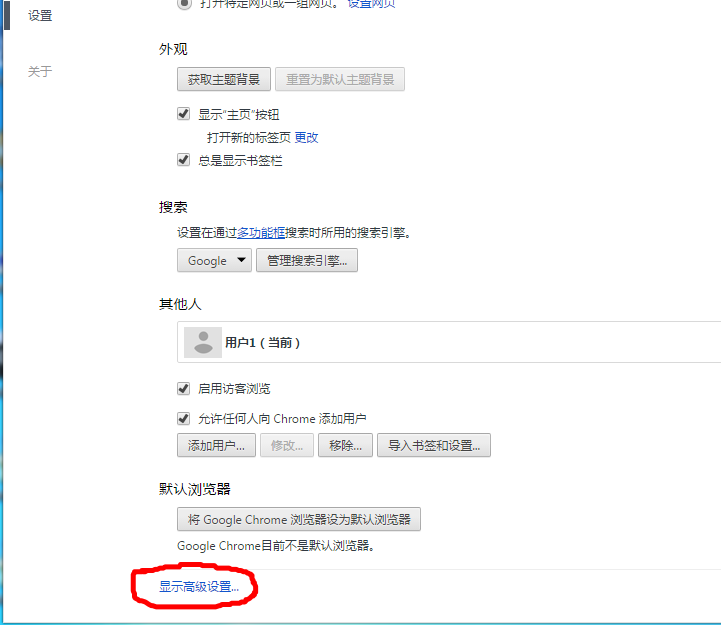 设置
打开特定网页或一组网页。 设置网页
外观
关于
获取主题背景 重置为默认主题背景
显示“主页”按钮
打开新的标签页 更改
总是显示书签栏
搜索
设置在通过多功能框搜索时所用的搜索引擎。
Google 管理搜索引擎...
其他人
用户1（当前）
启用访客浏览
允许任何人向 Chrome 添加用户
添加用户... 修改... 移除... 导入书签和设置...
默认浏览器
将 Google Chrome 浏览器设为默认浏览器
Google Chrome目前不是默认浏览器。
显示高级设置...